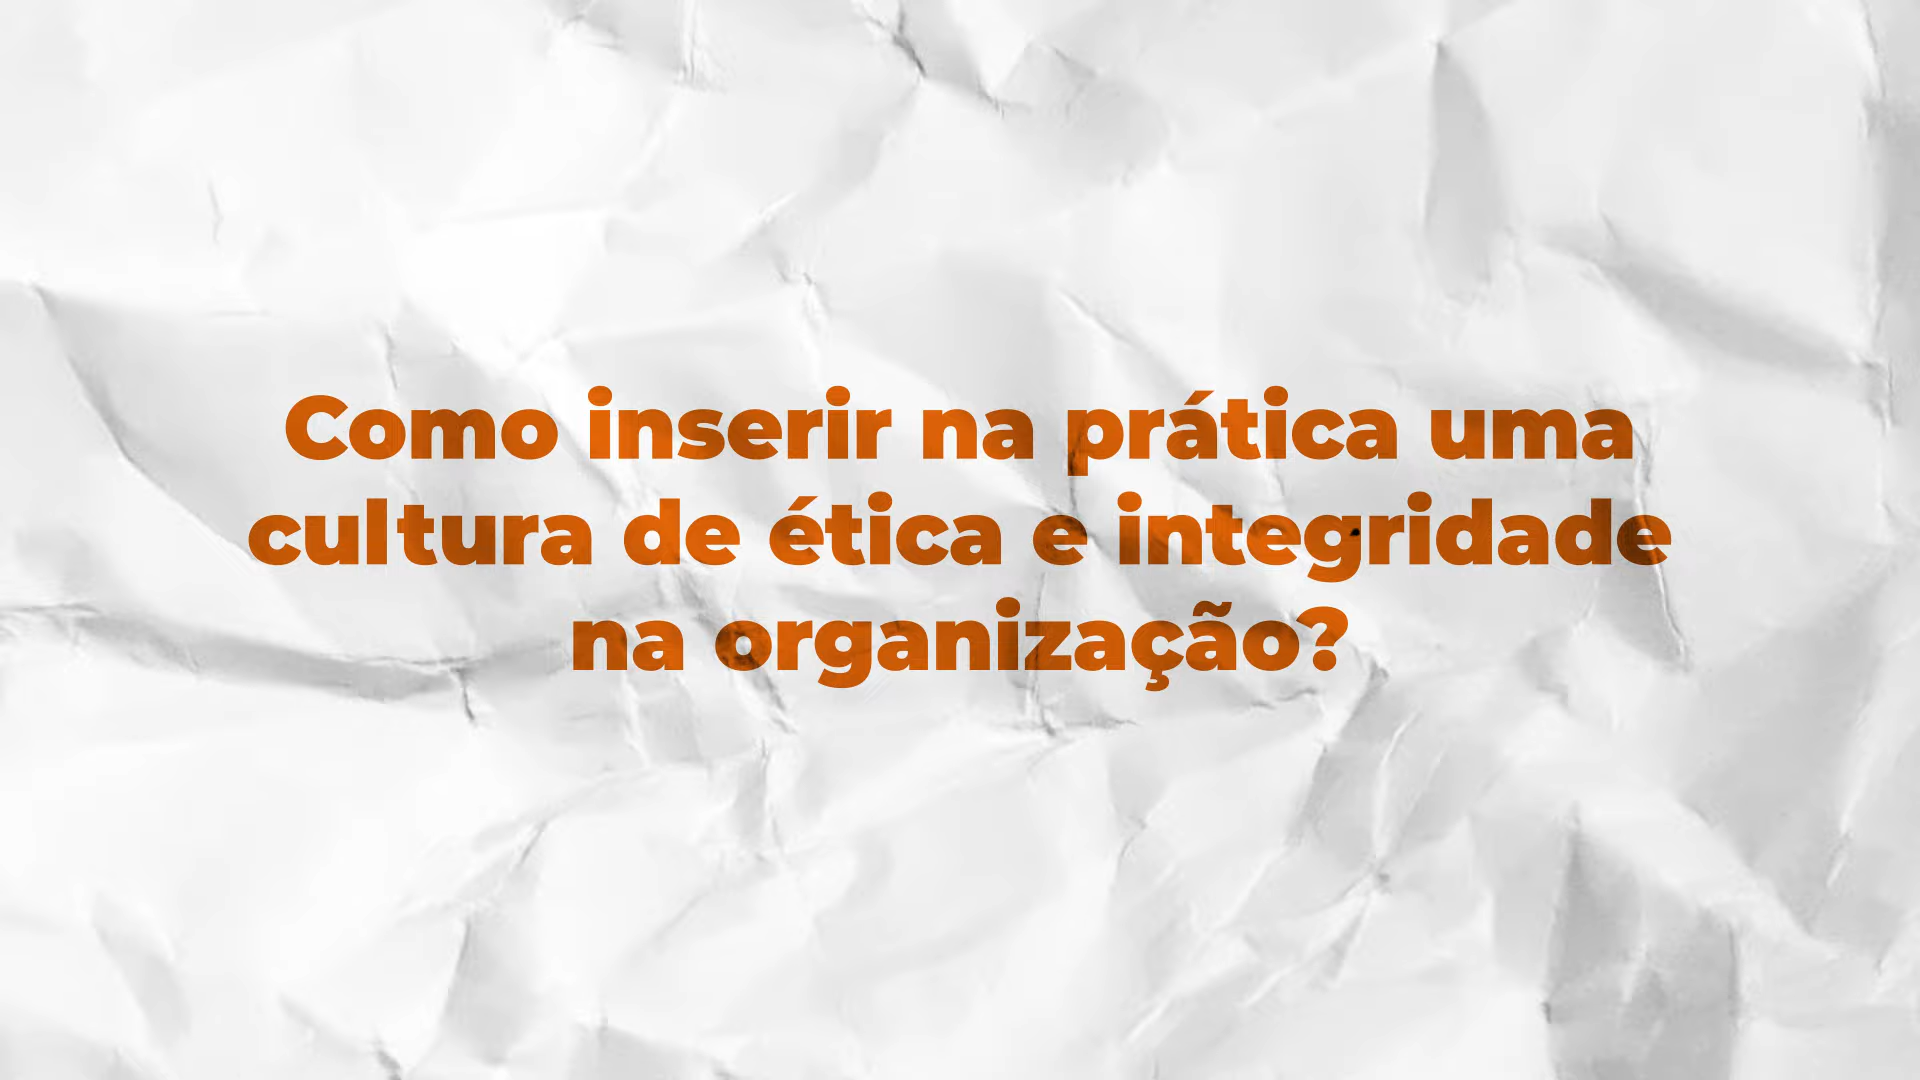 Como inserir na prática uma
cultura de ética e integridade
na organização?